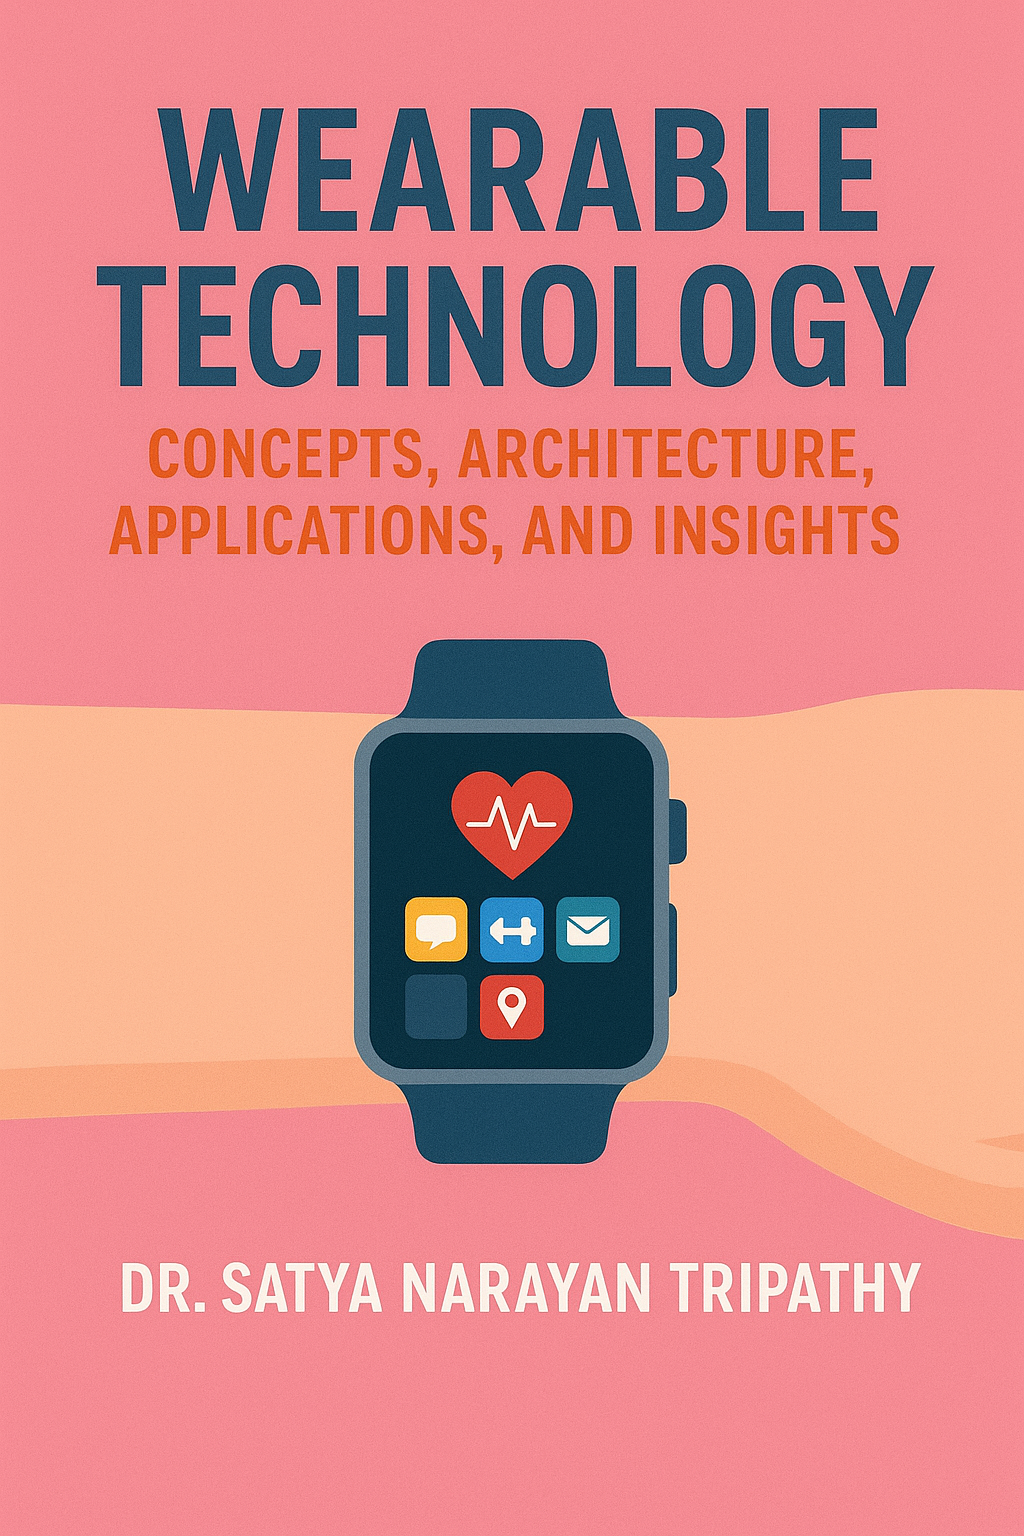 WEARABLE
TECHNOLOGY
CONCEPTS, ARCHITECTURE,
APPLICATIONS, AND INSIGHTS
DR. SATYA NARAYAN TRIPATHY